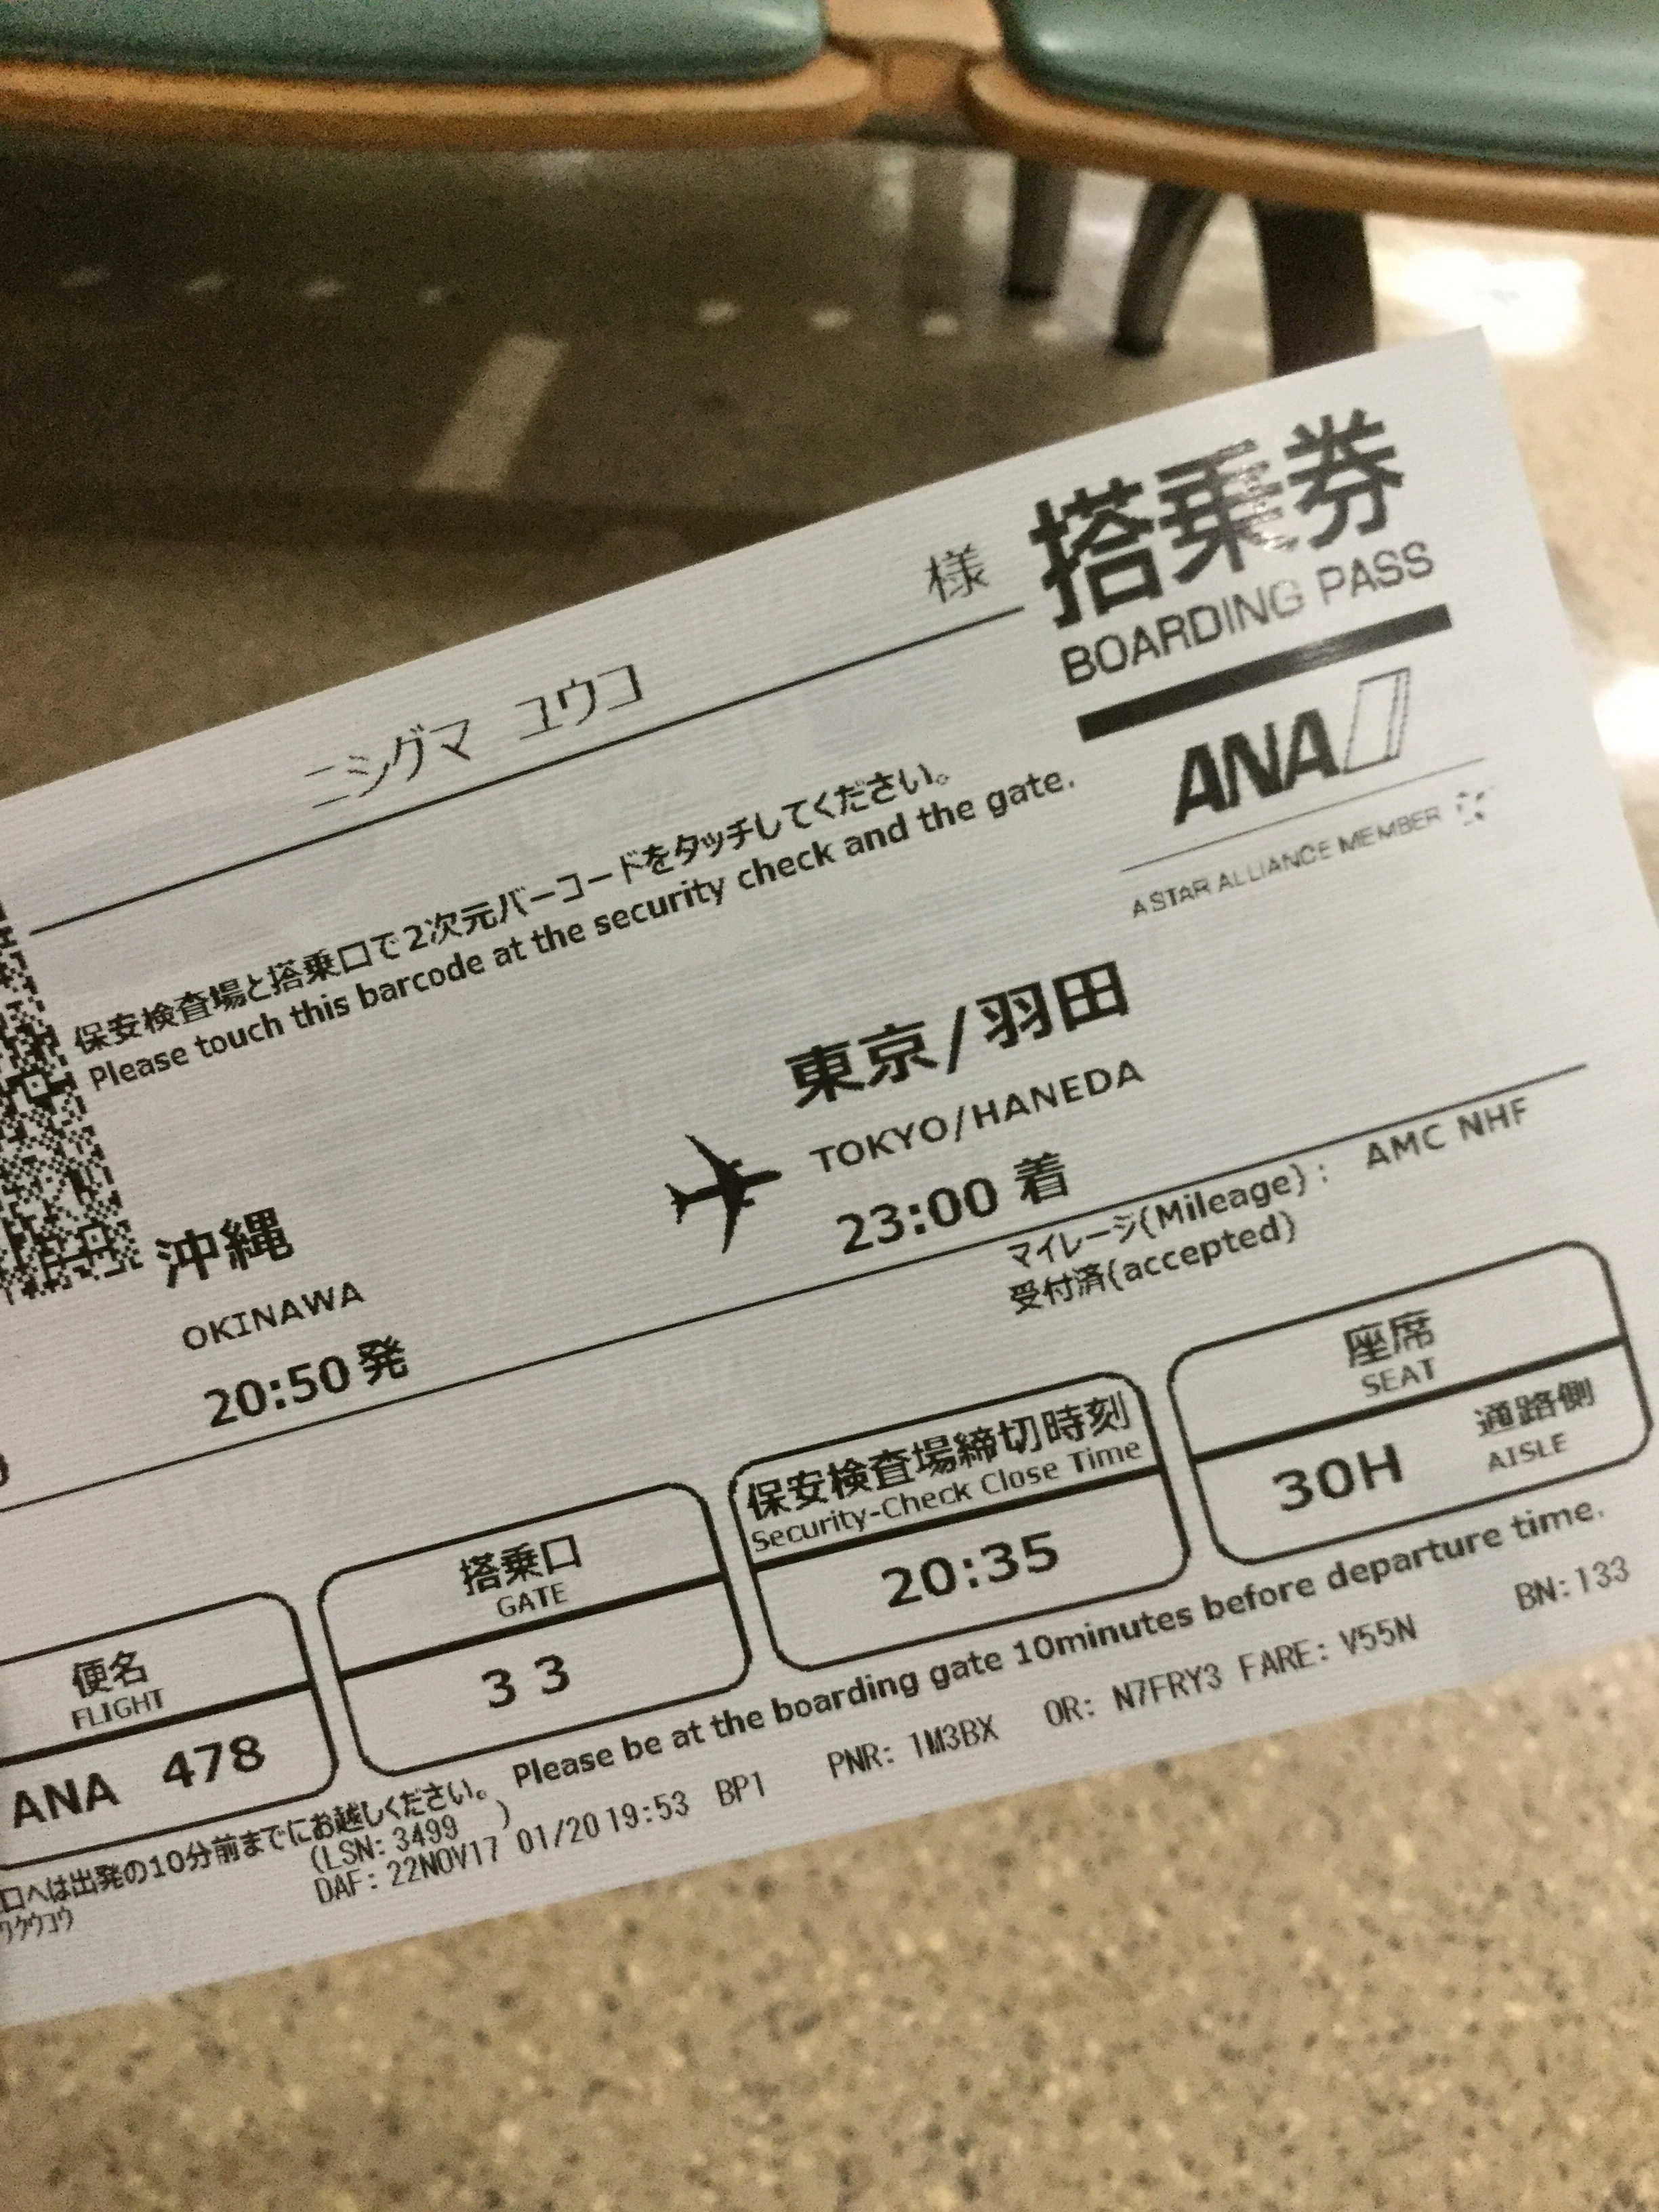 搭乗券
BOARDING PASS
ニシグマ ユウコ 様
ANA
A STAR ALLIANCE MEMBER
保安検査場と搭乗口で2次元バーコードをタッチしてください。
Please touch this barcode at the security check and the gate.
沖縄
OKINAWA
20:50 発
東京/羽田
TOKYO/HANEDA
23:00 着
マイレージ(Mileage): AMC NHF
受付済(accepted)
便名
FLIGHT
ANA 478
搭乗口
GATE
33
保安検査場締切時刻
Security-Check Close Time
20:35
座席
SEAT
30H 通路側
AISLE
口へは出発の10分前までにお越しください。 Please be at the boarding gate 10minutes before departure time.
(LSN: 3499 )
DAF: 22NOV17 01/20 19:53 BP1 PNR: 1M3BX OR: N7FRY3 FARE: V55N BN:133
ワクウコウ